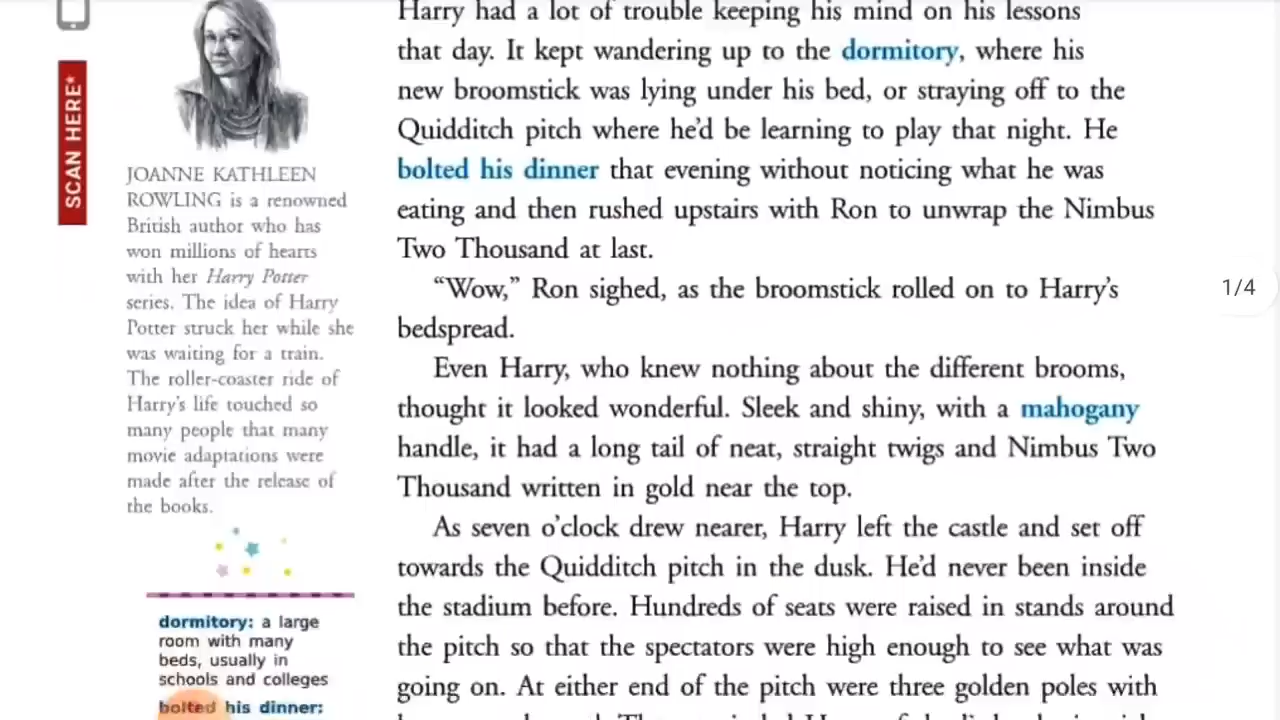 SCAN HERE*
JOANNE KATHLEEN
ROWLING is a renowned
British author who has
won millions of hearts
with her Harry Potter
series. The idea of Harry
Potter struck her while she
was waiting for a train.
The roller-coaster ride of
Harry's life touched so
many people that many
movie adaptations were
made after the release of
the books.
dormitory: a large
room with many
beds, usually in
schools and colleges
bolted his dinner:
Harry had a lot of trouble keeping his mind on his lessons
that day. It kept wandering up to the dormitory, where his
new broomstick was lying under his bed, or straying off to the
Quidditch pitch where he'd be learning to play that night. He
bolted his dinner that evening without noticing what he was
eating and then rushed upstairs with Ron to unwrap the Nimbus
Two Thousand at last.
“Wow,” Ron sighed, as the broomstick rolled on to Harry's
bedspread.
Even Harry, who knew nothing about the different brooms,
thought it looked wonderful. Sleek and shiny, with a mahogany
handle, it had a long tail of neat, straight twigs and Nimbus Two
Thousand written in gold near the top.
As seven o'clock drew nearer, Harry left the castle and set off
towards the Quidditch pitch in the dusk. He'd never been inside
the stadium before. Hundreds of seats were raised in stands around
the pitch so that the spectators were high enough to see what was
going on. At either end of the pitch were three golden poles with
1/4